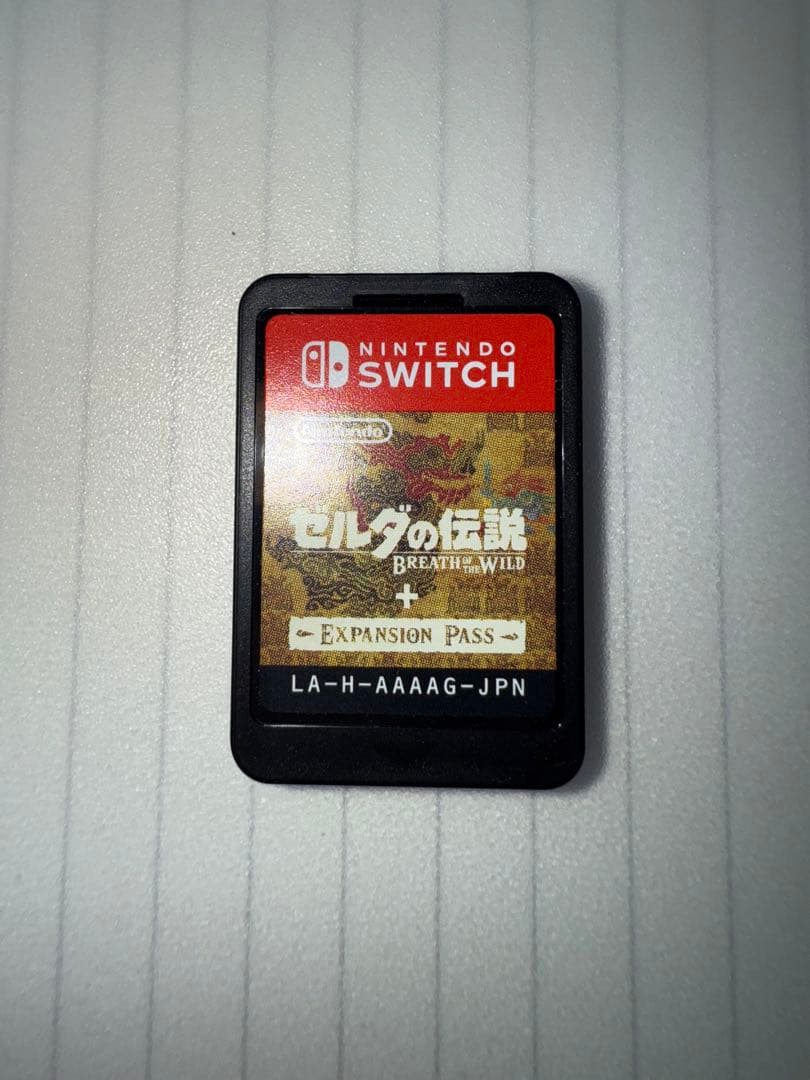 NINTENDO
SWITCH
Nintendo
ゼルダの伝説
BREATH OF THE WILD
+
EXPANSION PASS
LA-H-AAAAG-JPN